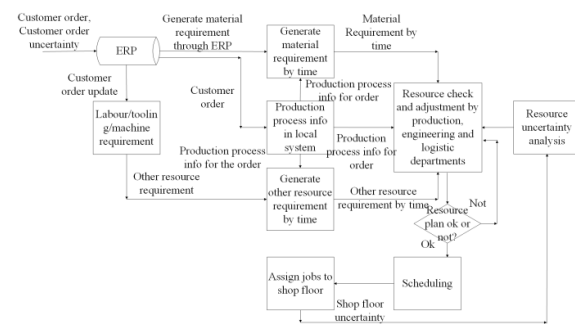 Customer order,
Customer order
uncertainty
Generate material
requirement
through ERP
Generate
material
requirement
by time
Material
Requirement by
time
ERP
Customer
order update
Customer
order
Production process
info for order
Labour/toolin
g/machine
requirement
Production
process info
in local
system
Resource check
and adjustment by
production,
engineering and
logistic
departments
Resource
uncertainty
analysis
Production process
info for the order
Production
process info for
order
Other resource
requirement
Generate
other resource
requirement
by time
Other resource
requirement by time
Resource
plan ok or
not?
Not
Ok
Assign jobs to
shop floor
Scheduling
Shop floor
uncertainty